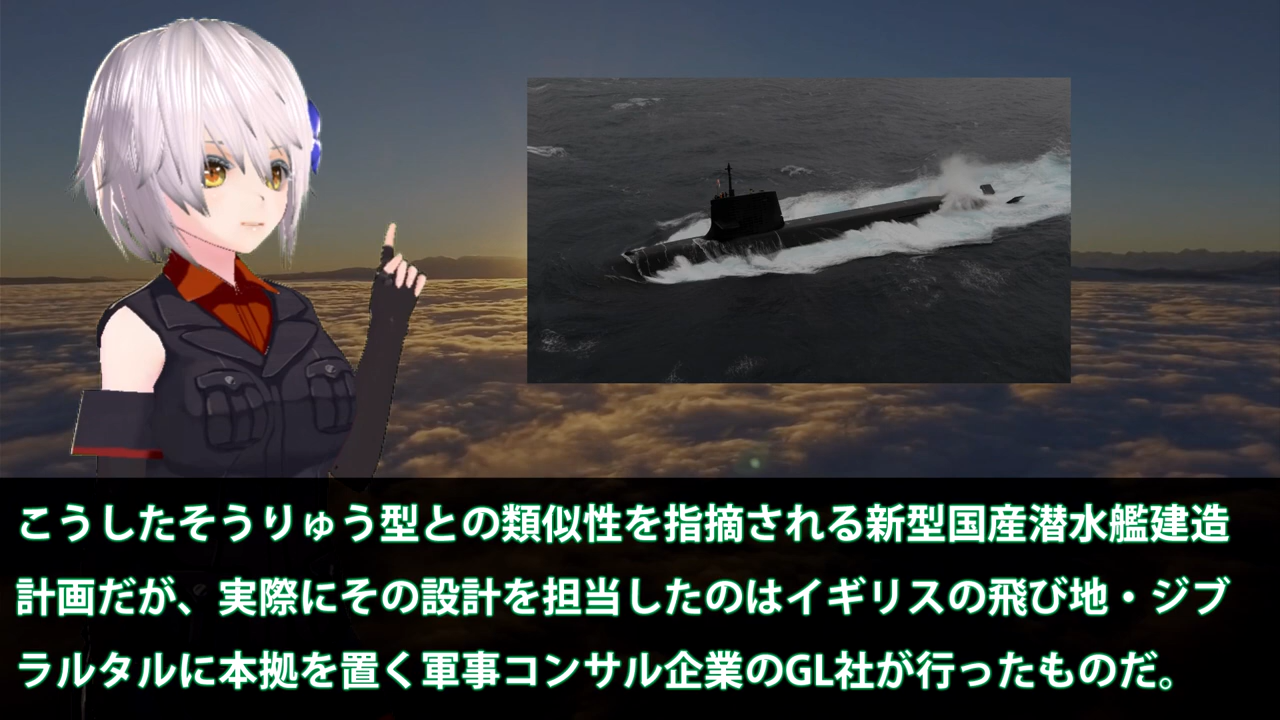 こうしたそうりゅう型との類似性を指摘される新型国産潜水艦建造
計画だが、実際にその設計を担当したのはイギリスの飛び地・ジブ
ラルタルに本拠を置く軍事コンサル企業のGL社が行ったものだ。